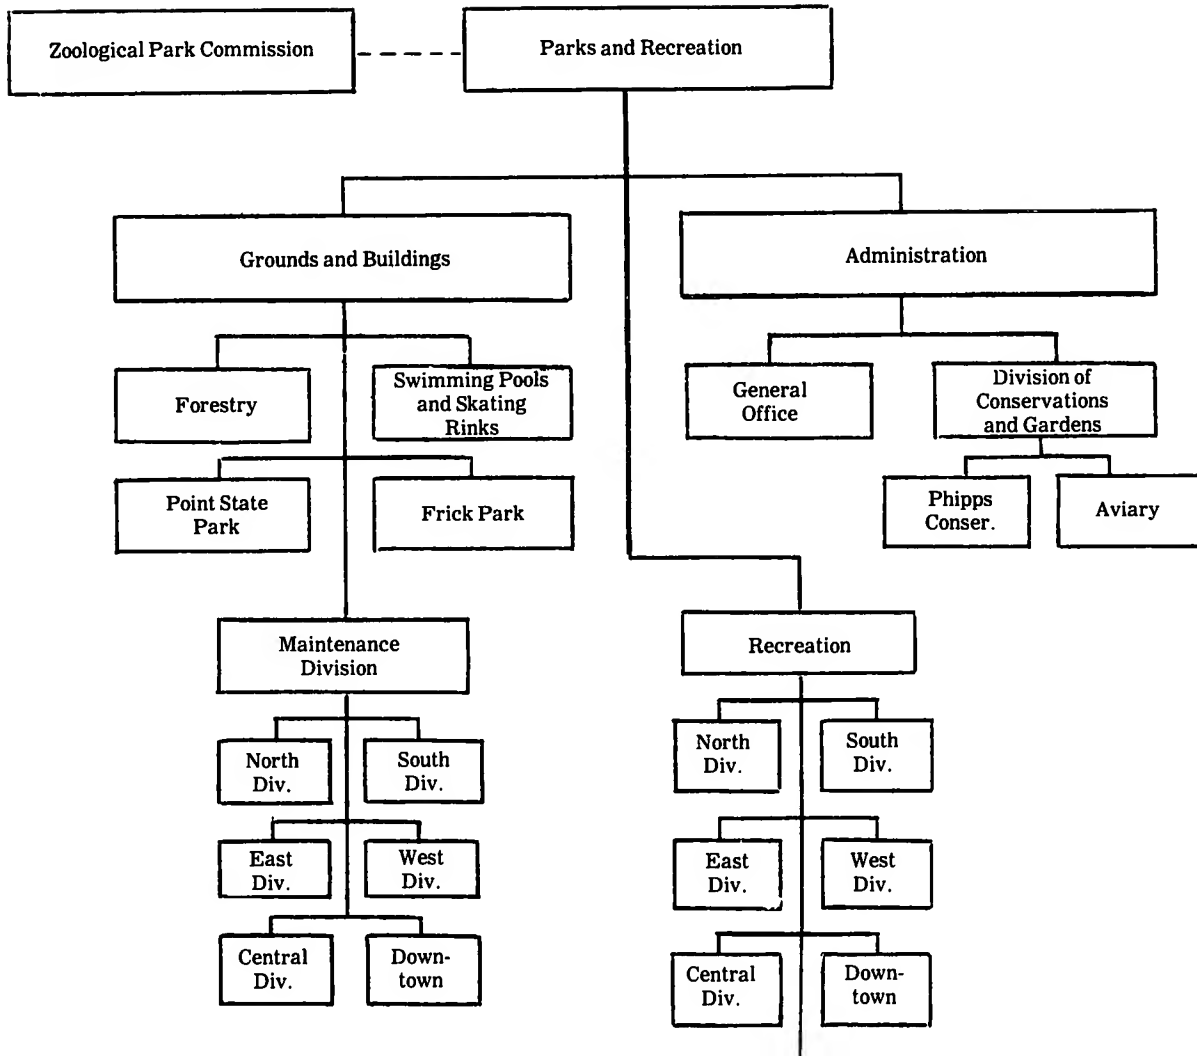 Zoological Park Commission
Parks and Recreation
Grounds and Buildings
Administration
Forestry
Swimming Pools
and Skating
Rinks
General
Office
Division of
Conservations
and Gardens
Point State
Park
Frick Park
Phipps
Conser.
Aviary
Maintenance
Division
Recreation
North
Div.
South
Div.
East
Div.
West
Div.
Central
Div.
Down-
town
North
Div.
South
Div.
East
Div.
West
Div.
Central
Div.
Down-
town